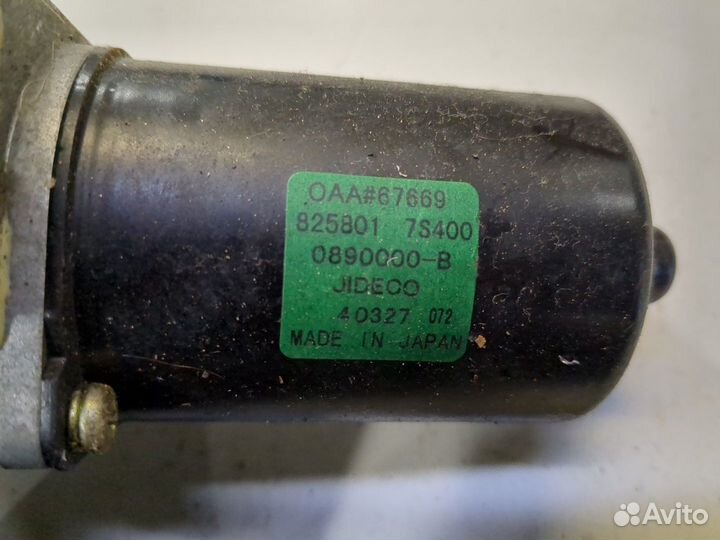 OAA#67669
825801 7S400
0890000-B
JIDECO
40327 072
MADE IN JAPAN
Avito